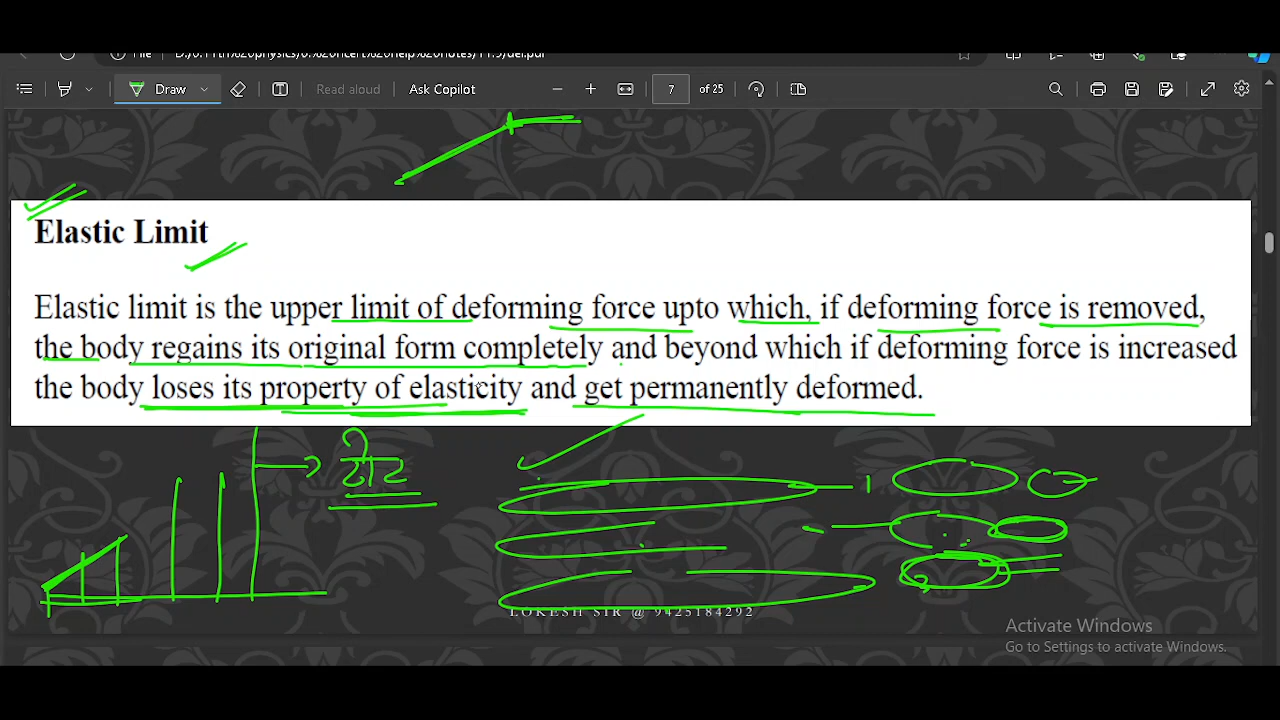 Draw
Read aloud
Ask Copilot
7 of 25
Elastic Limit
Elastic limit is the upper limit of deforming force upto which, if deforming force is removed,
the body regains its original form completely and beyond which if deforming force is increased
the body loses its property of elasticity and get permanently deformed.
LOKESH SIR @ 9425184292
Activate Windows
Go to Settings to activate Windows.